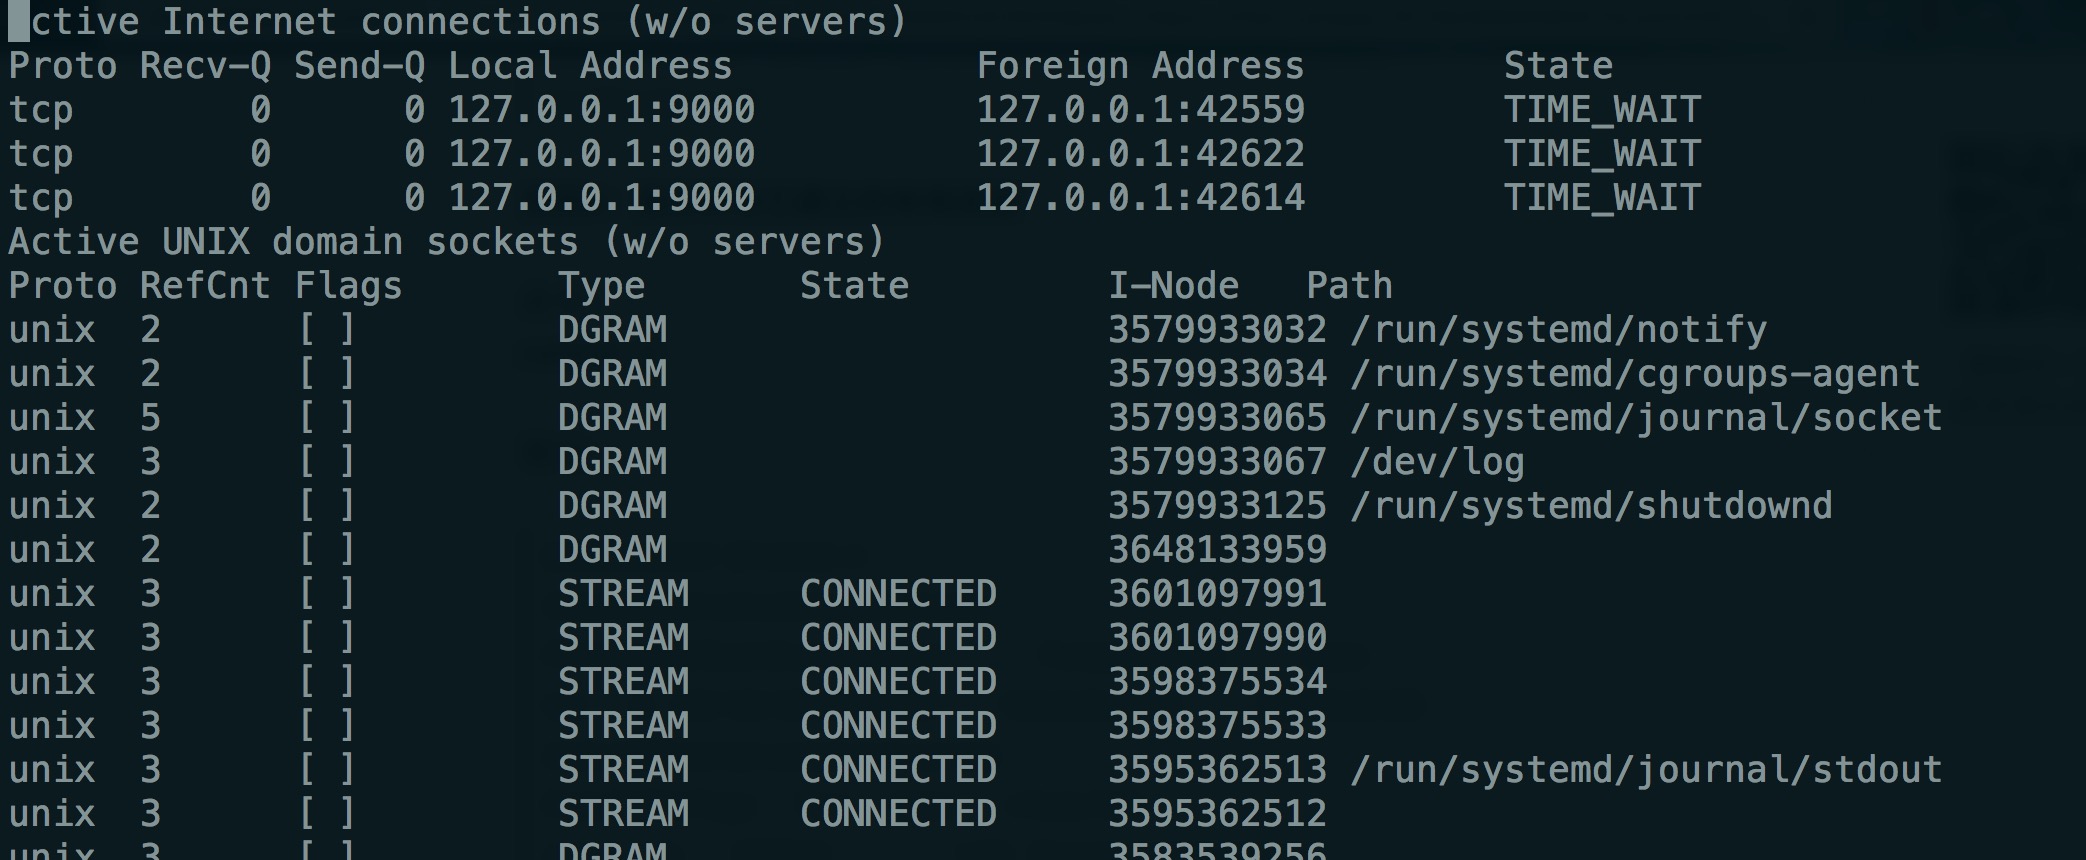 ctive Internet connections (w/o servers)
Proto Recv-Q Send-Q Local Address           Foreign Address         State
tcp        0      0 127.0.0.1:9000          127.0.0.1:42559         TIME_WAIT
tcp        0      0 127.0.0.1:9000          127.0.0.1:42622         TIME_WAIT
tcp        0      0 127.0.0.1:9000          127.0.0.1:42614         TIME_WAIT
Active UNIX domain sockets (w/o servers)
Proto RefCnt Flags       Type       State         I-Node   Path
unix  2      [ ]         DGRAM                    3579933032 /run/systemd/notify
unix  2      [ ]         DGRAM                    3579933034 /run/systemd/cgroups-agent
unix  5      [ ]         DGRAM                    3579933065 /run/systemd/journal/socket
unix  3      [ ]         DGRAM                    3579933067 /dev/log
unix  2      [ ]         DGRAM                    3579933125 /run/systemd/shutdownd
unix  2      [ ]         DGRAM                    3648133959
unix  3      [ ]         STREAM     CONNECTED     3601097991
unix  3      [ ]         STREAM     CONNECTED     3601097990
unix  3      [ ]         STREAM     CONNECTED     3598375534
unix  3      [ ]         STREAM     CONNECTED     3598375533
unix  3      [ ]         STREAM     CONNECTED     3595362513 /run/systemd/journal/stdout
unix  3      [ ]         STREAM     CONNECTED     3595362512
unix  3      [ ]         DGRAM                    3583539256